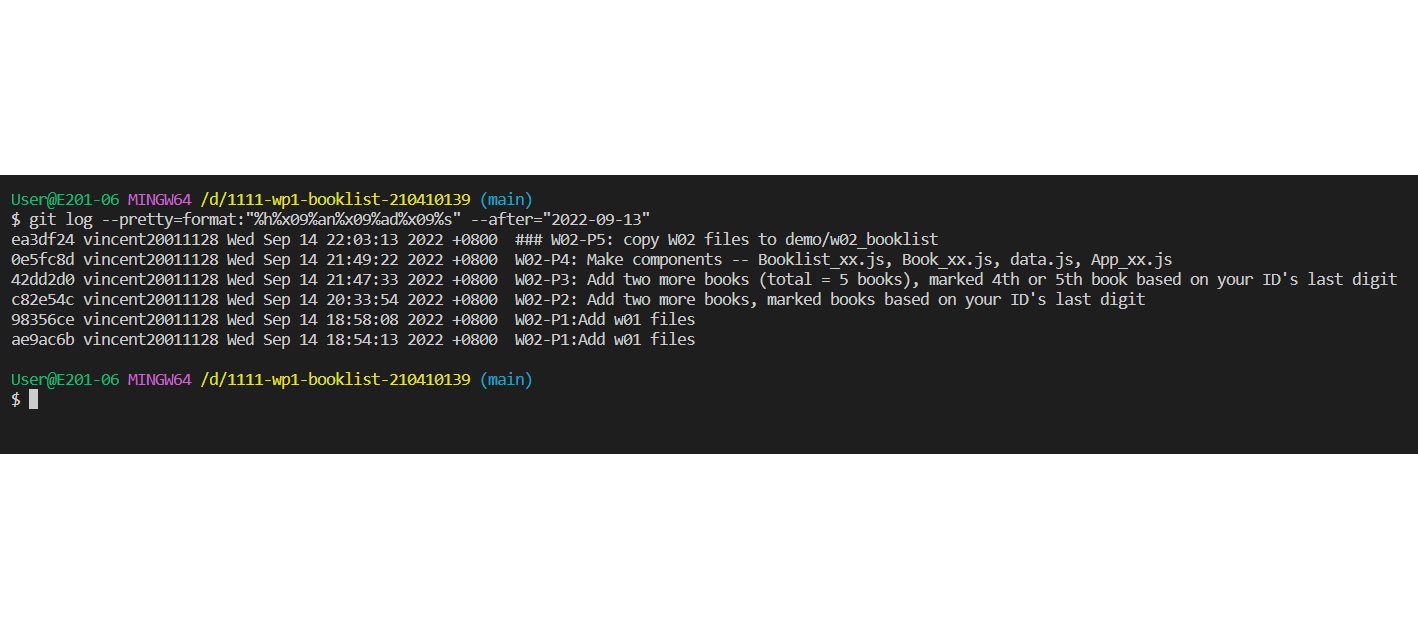 User@E201-06 MINGW64 /d/1111-wp1-booklist-210410139 (main)
$ git log --pretty=format:"%h%x09%an%x09%ad%x09%s" --after="2022-09-13"
ea3df24 vincent20011128 Wed Sep 14 22:03:13 2022 +0800  ### W02-P5: copy W02 files to demo/w02_booklist
0e5fc8d vincent20011128 Wed Sep 14 21:49:22 2022 +0800  W02-P4: Make components -- Booklist_xx.js, Book_xx.js, data.js, App_xx.js
42dd2d0 vincent20011128 Wed Sep 14 21:47:33 2022 +0800  W02-P3: Add two more books (total = 5 books), marked 4th or 5th book based on your ID's last digit
c82e54c vincent20011128 Wed Sep 14 20:33:54 2022 +0800  W02-P2: Add two more books, marked books based on your ID's last digit
98356ce vincent20011128 Wed Sep 14 18:58:08 2022 +0800  W02-P1:Add w01 files
ae9ac6b vincent20011128 Wed Sep 14 18:54:13 2022 +0800  W02-P1:Add w01 files
User@E201-06 MINGW64 /d/1111-wp1-booklist-210410139 (main)
$